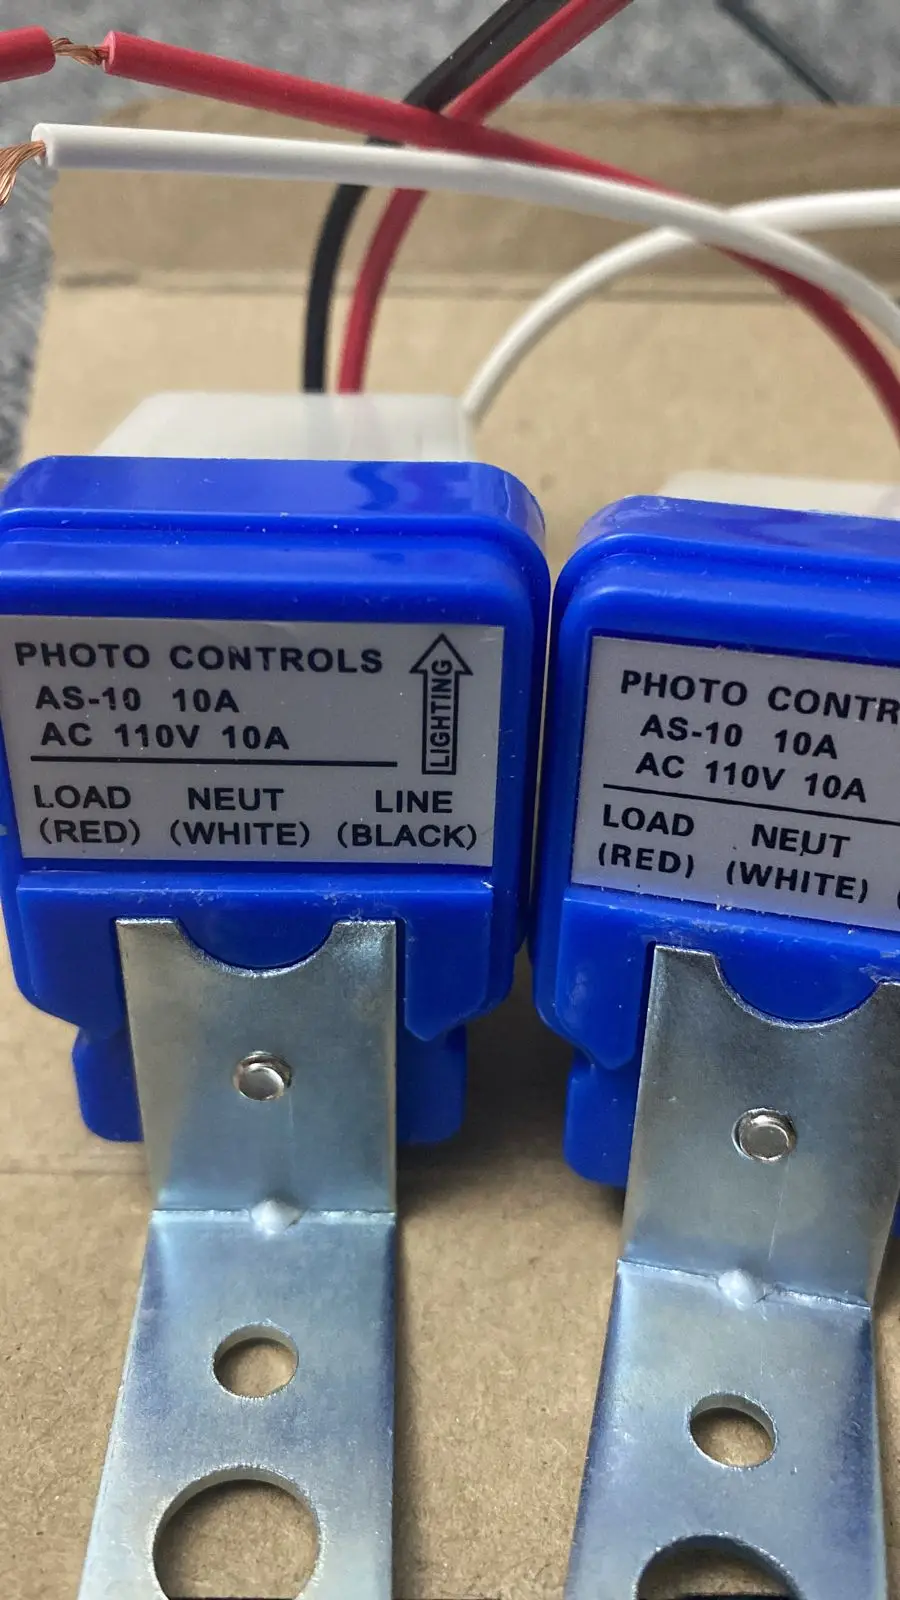 PHOTO CONTROLS
AS-10 10A
AC 110V 10A
LIGHTING
LOAD NEUT LINE
(RED) (WHITE) (BLACK)
PHOTO CONTR
AS-10 10A
AC 110V 10A
LOAD NEUT
(RED) (WHITE)